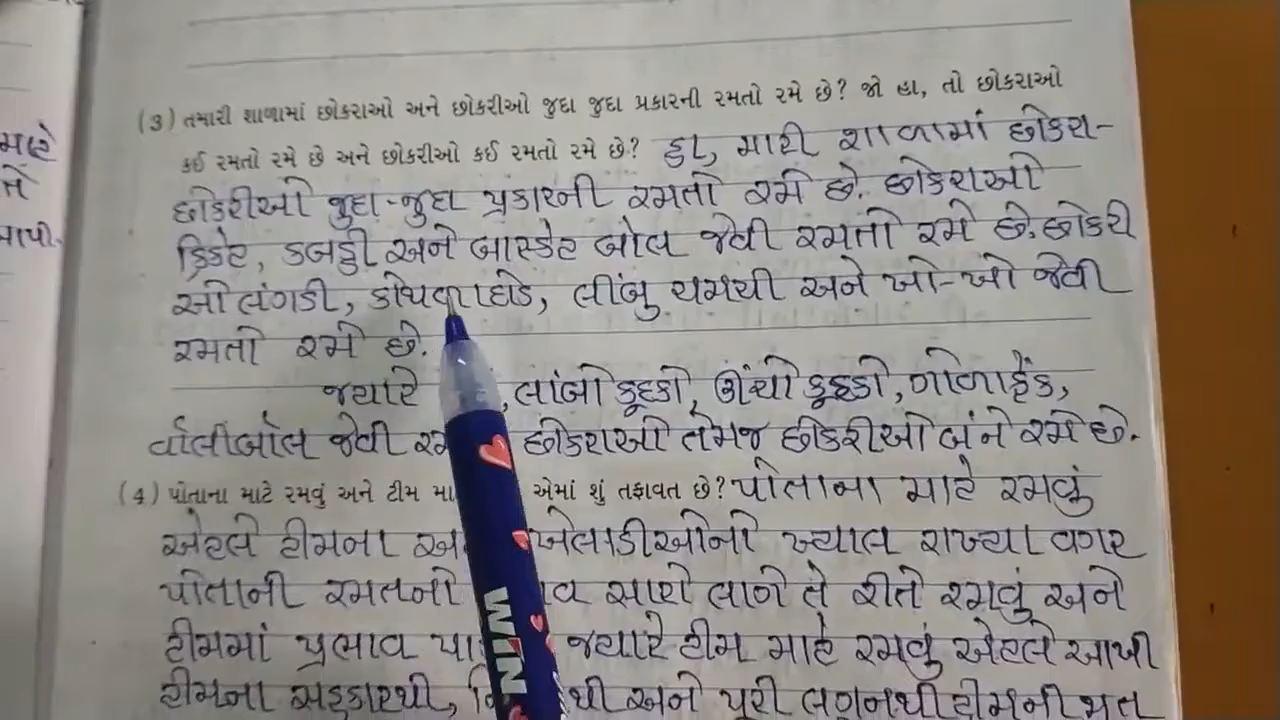 માટે
તે
આપી.
(૩) તમારી શાળામાં છોકરાઓ અને છોકરીઓ જુદા જુદા પ્રકારની રમતો રમે છે? જો હા, તો છોકરાઓ
કઈ રમતો રમે છે અને છોકરીઓ કઈ રમતો રમે છે? હા, મારી શાળામાં છોકરા-
છોકરીઓ જુદા-જુદા પ્રકારની રમતો રમે છે. છોકરાઓ
ક્રિકેટ, કબડ્ડી અને બાસ્કેટ બોલ જેવી રમતો રમે છે. છોકરી
ઓ લંગડી, કોથળાદોડ, લીંબુ ચમચી અને ખો-ખો જેવી
રમતો રમે છે.
જ્યારે , લાંબો કૂદકો, ઊંચો કૂદકો, ગોળાફેંક,
વોલીબોલ જેવી છોકરાઓ તેમજ છોકરીઓ બંને રમે છે.
(4) પોતાના માટે રમવું અને ટીમ એમાં શું તફાવત છે? પોતાના માટે રમવું
એટલે ટીમના ખેલાડીઓનો ખ્યાલ રાખ્યા વગર
પોતાની રમતનો સારો લાગે તે રીતે રમવું અને
ટીમમાં પ્રભાવ જ્યારે ટીમ માટે રમવું એટલે આખી
ટીમના સહકારથી, અને પૂરી લગનથી ટીમની જીત